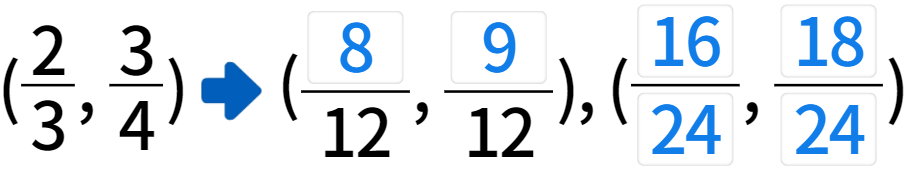 (2/3, 3/4) ➡ (8/12, 9/12), (16/24, 18/24)